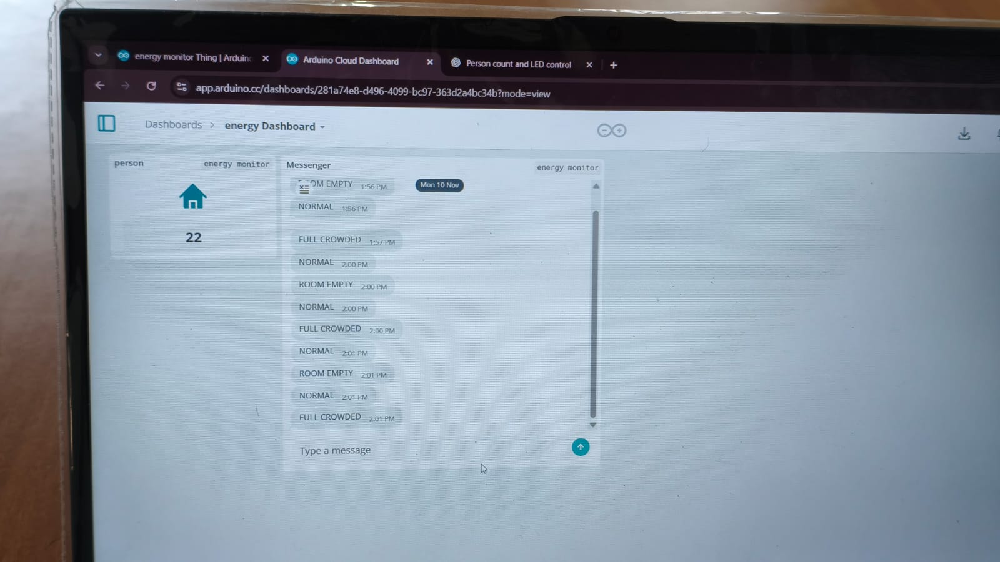 energy monitor Thing | Arduino
Arduino Cloud Dashboard
Person count and LED control
app.arduino.cc/dashboards/281a74e8-d496-4099-bc97-363d2a4bc34b?mode=view
Dashboards > energy Dashboard
person energy monitor
22
Messenger energy monitor
Mon 10 Nov
OOM EMPTY 1:56 PM
NORMAL 1:56 PM
FULL CROWDED 1:57 PM
NORMAL 2:00 PM
ROOM EMPTY 2:00 PM
NORMAL 2:00 PM
FULL CROWDED 2:00 PM
NORMAL 2:01 PM
ROOM EMPTY 2:01 PM
NORMAL 2:01 PM
FULL CROWDED 2:01 PM
Type a message